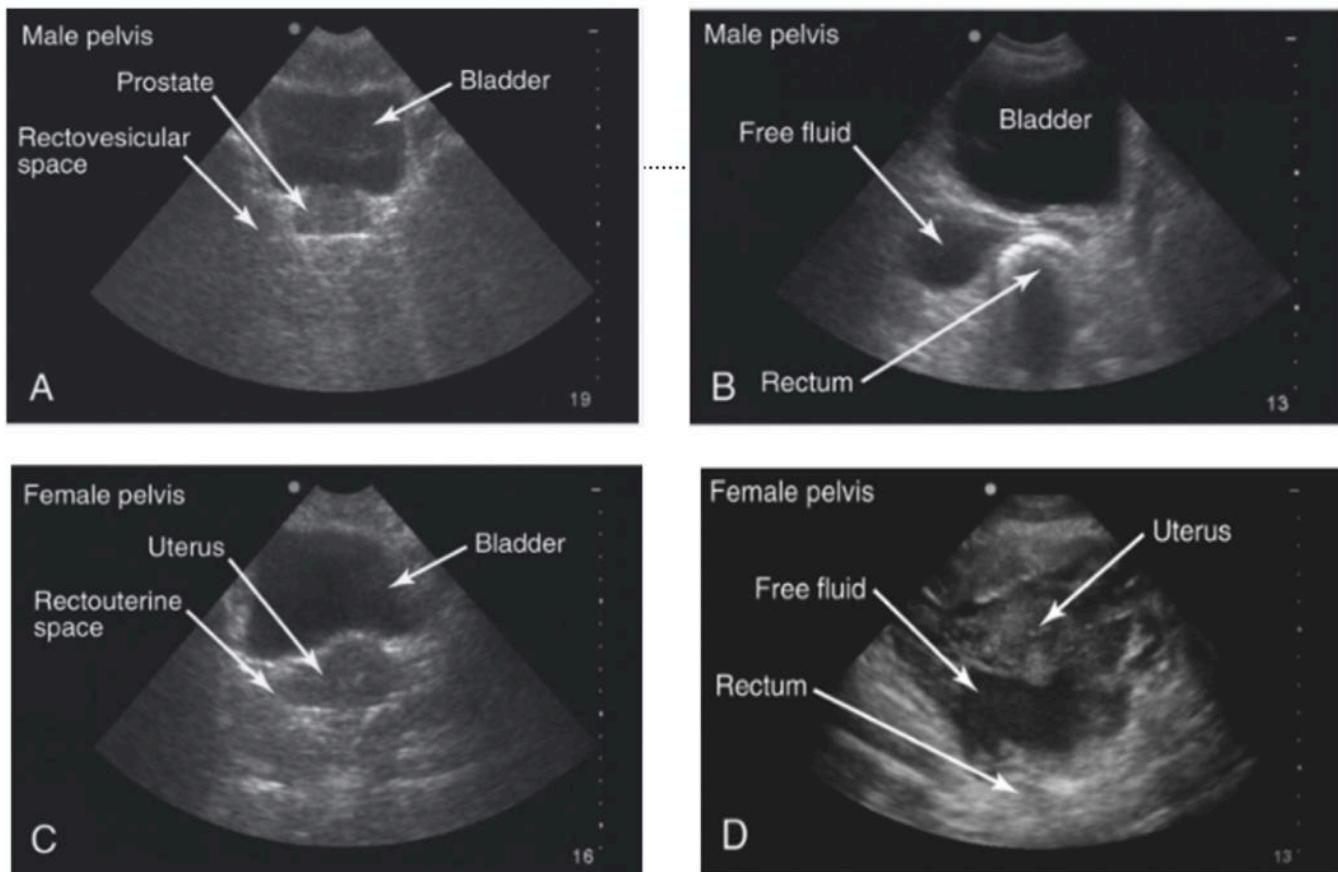 Male pelvis
Prostate
Bladder
Rectovesicular
space
A
19
Male pelvis
Free fluid
Bladder
Rectum
B
13
Female pelvis
Uterus
Bladder
Rectouterine
space
C
16
Female pelvis
Uterus
Free fluid
Rectum
D
13